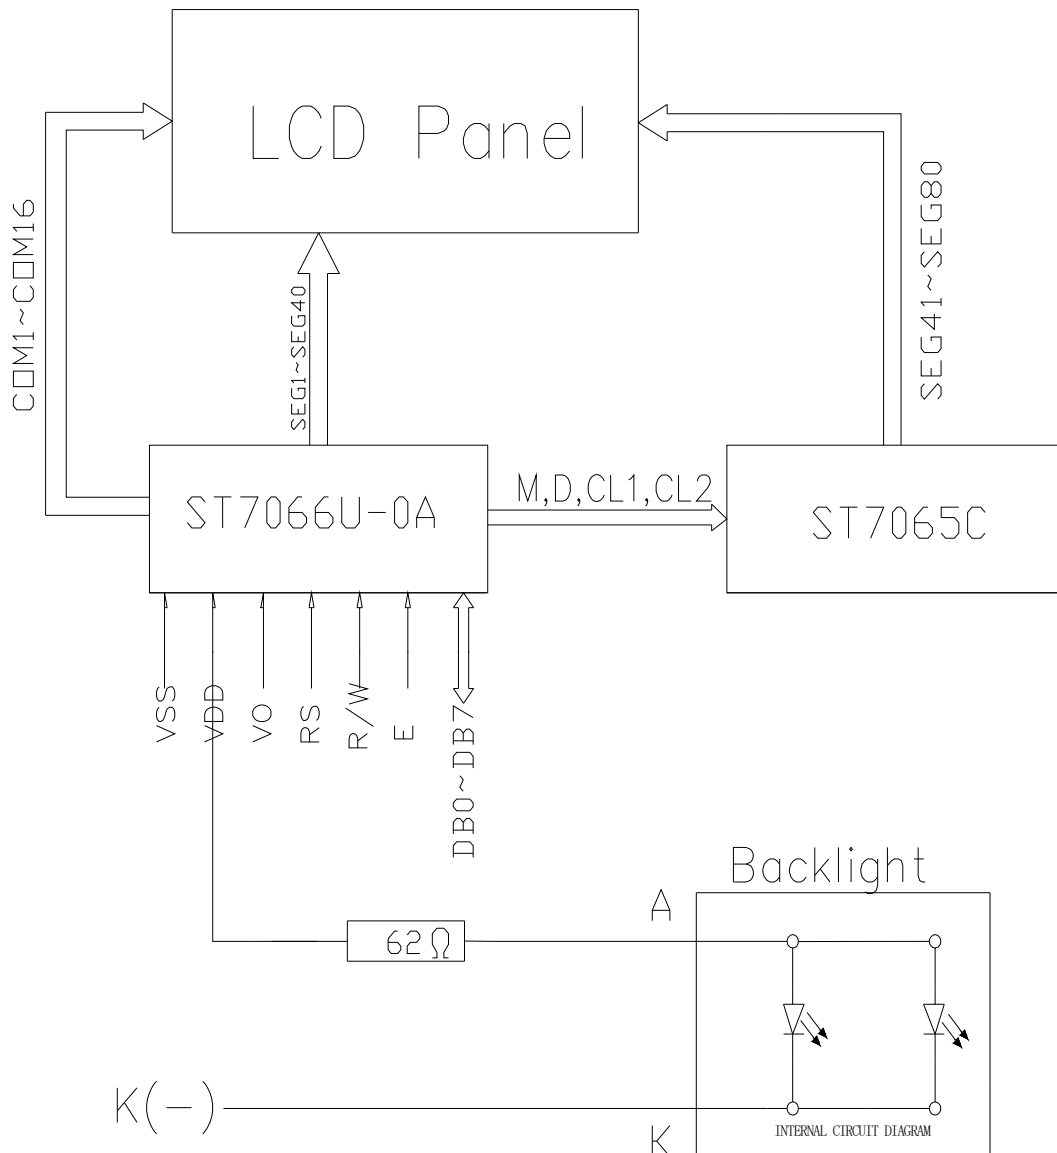 LCD Panel
COM1~COM16
SEG1~SEG40
SEG41~SEG80
ST7066U-0A
M,D,CL1,CL2
ST7065C
VSS
VDD
VO
RS
R/W
E
DB0~DB7
Backlight
A
62Ω
K(-)
K
INTERNAL CIRCUIT DIAGRAM